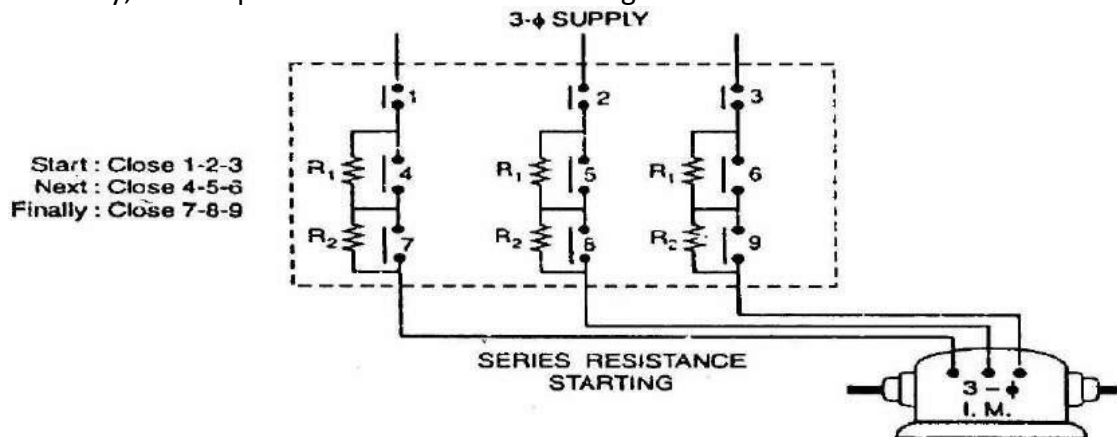 3-ϕ SUPPLY
1 2 3
Start : Close 1-2-3
Next : Close 4-5-6
Finally : Close 7-8-9
R₁ 4 R₁ 5 R₁ 6
R₂ 7 R₂ 8 R₂ 9
SERIES RESISTANCE
STARTING
3 – ϕ
I. M.